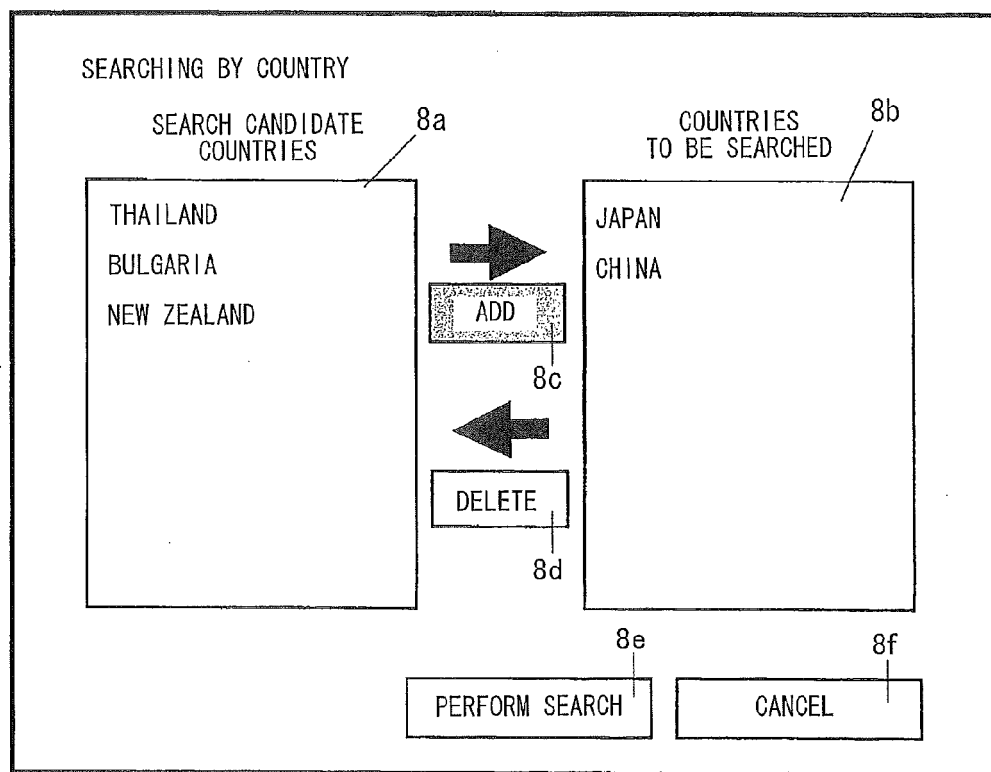 SEARCHING BY COUNTRY
SEARCH CANDIDATE
COUNTRIES
8a
COUNTRIES
TO BE SEARCHED
8b
THAILAND
BULGARIA
NEW ZEALAND
ADD
8c
DELETE
8d
JAPAN
CHINA
8e
PERFORM SEARCH
8f
CANCEL